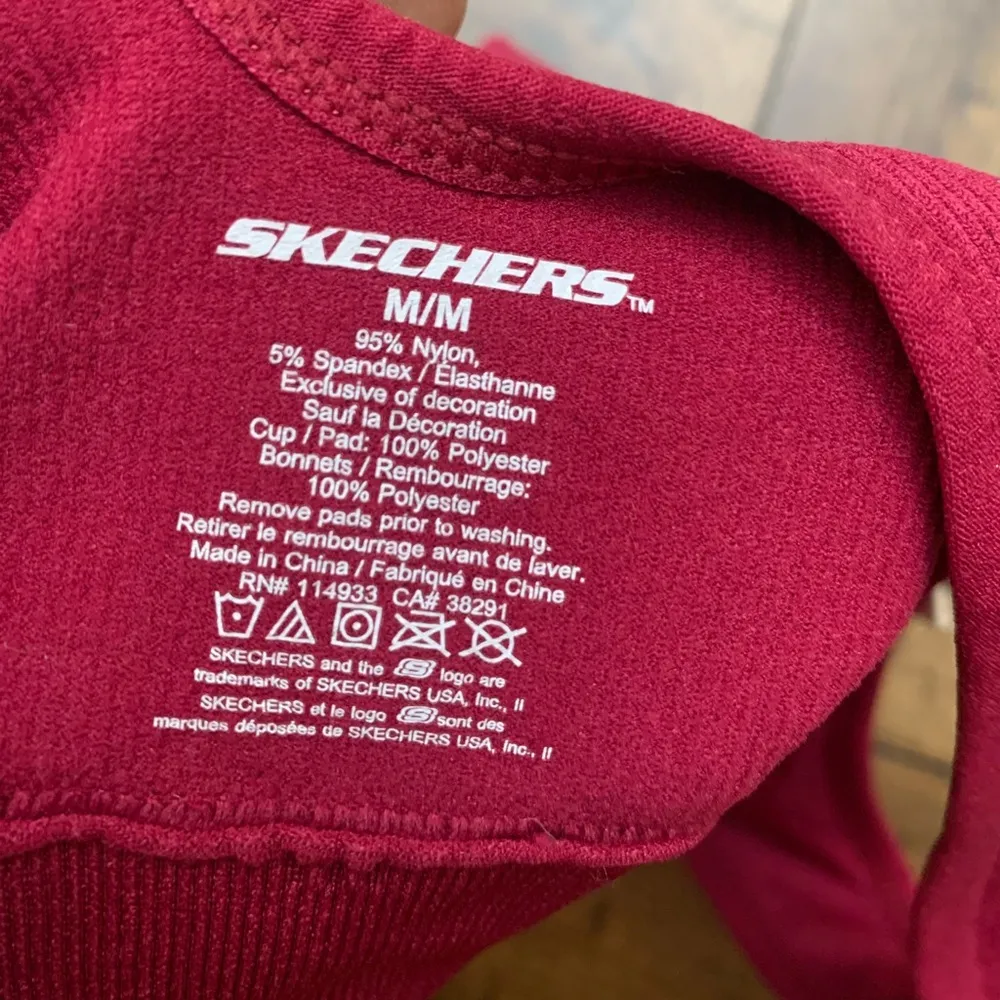 SKECHERS™
M/M
95% Nylon,
5% Spandex / Elasthanne
Exclusive of decoration
Sauf la Décoration
Cup / Pad: 100% Polyester
Bonnets / Rembourrage:
100% Polyester
Remove pads prior to washing.
Retirer le rembourrage avant de laver.
Made in China / Fabriqué en Chine
RN# 114933 CA# 38291
SKECHERS and the S logo are
trademarks of SKECHERS USA, Inc., II
SKECHERS et le logo S sont des
marques déposées de SKECHERS USA, Inc., II